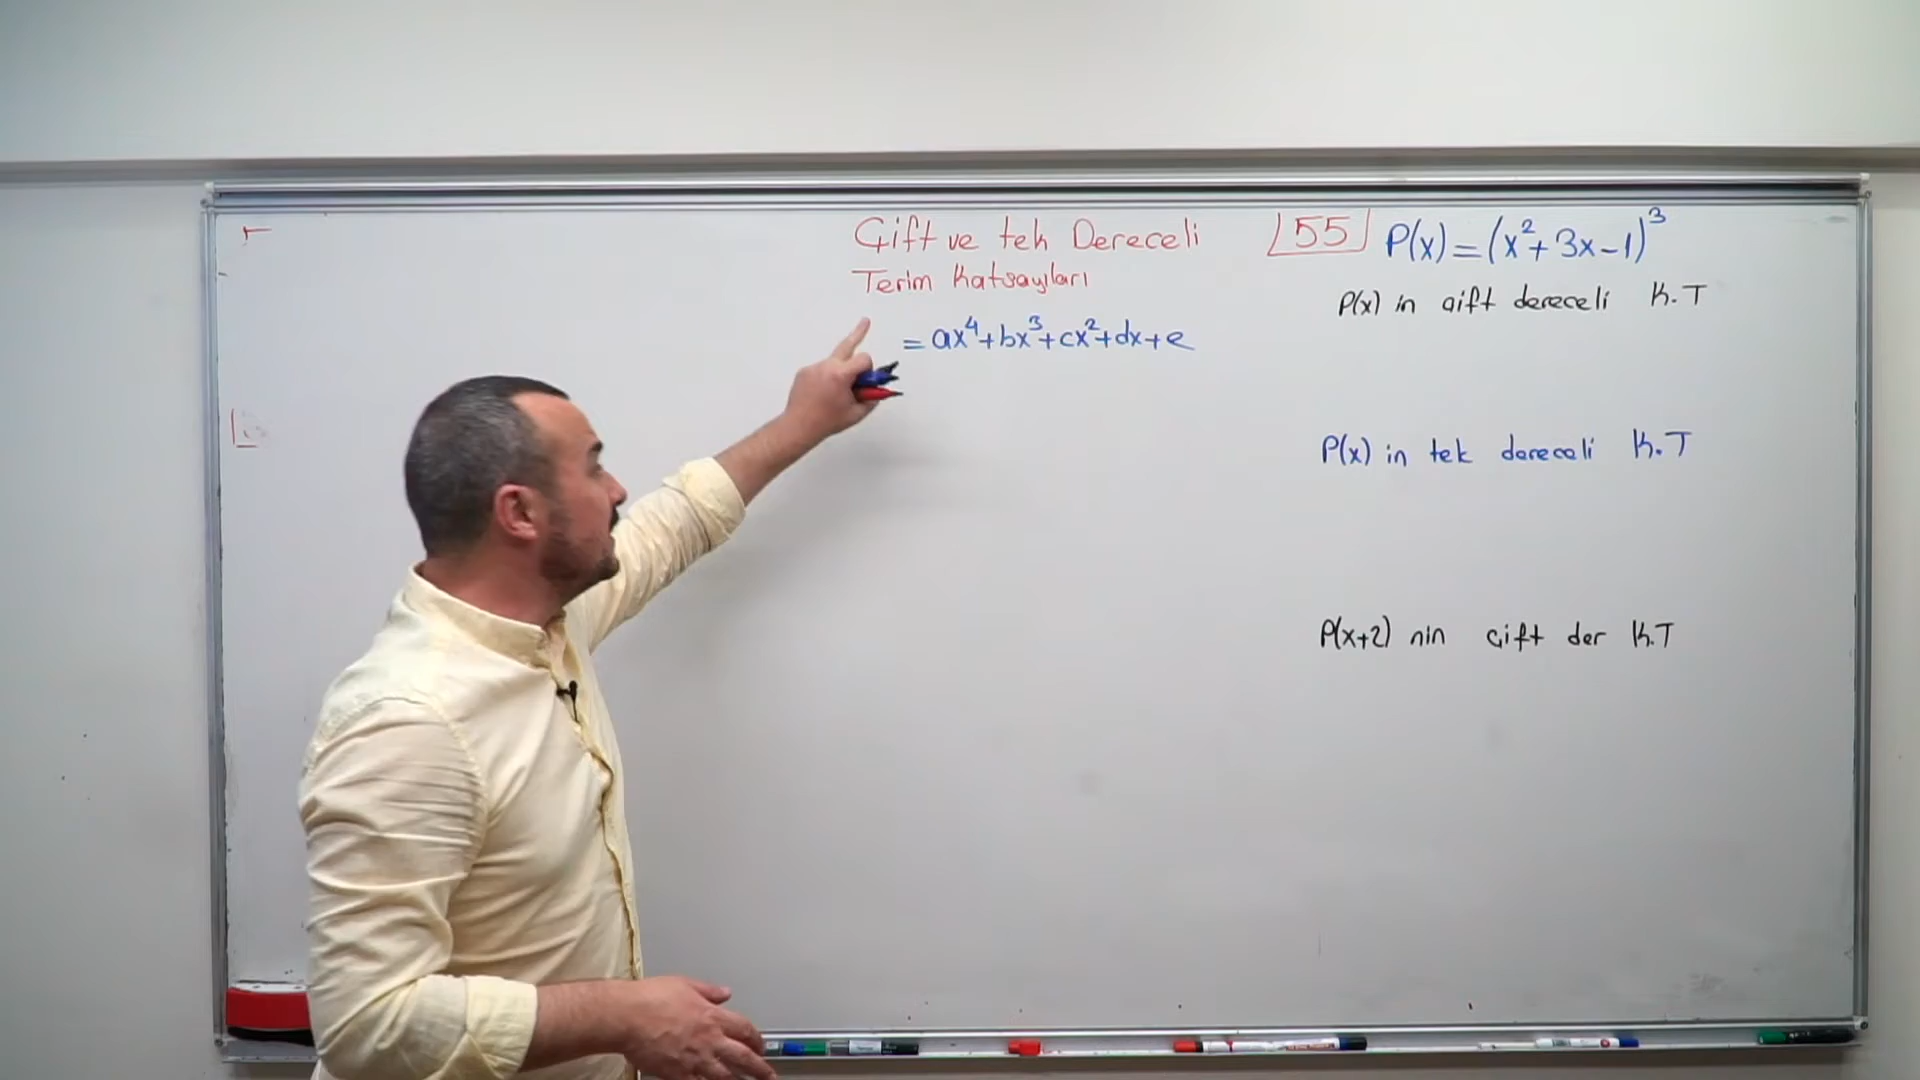 Çift ve tek Dereceli
Terim Katsayıları
= ax⁴+bx³+cx²+dx+e
55 P(x)=(x²+3x-1)³
P(x) in çift dereceli K.T
P(x) in tek dereceli K.T
P(x+2) nin çift der K.T